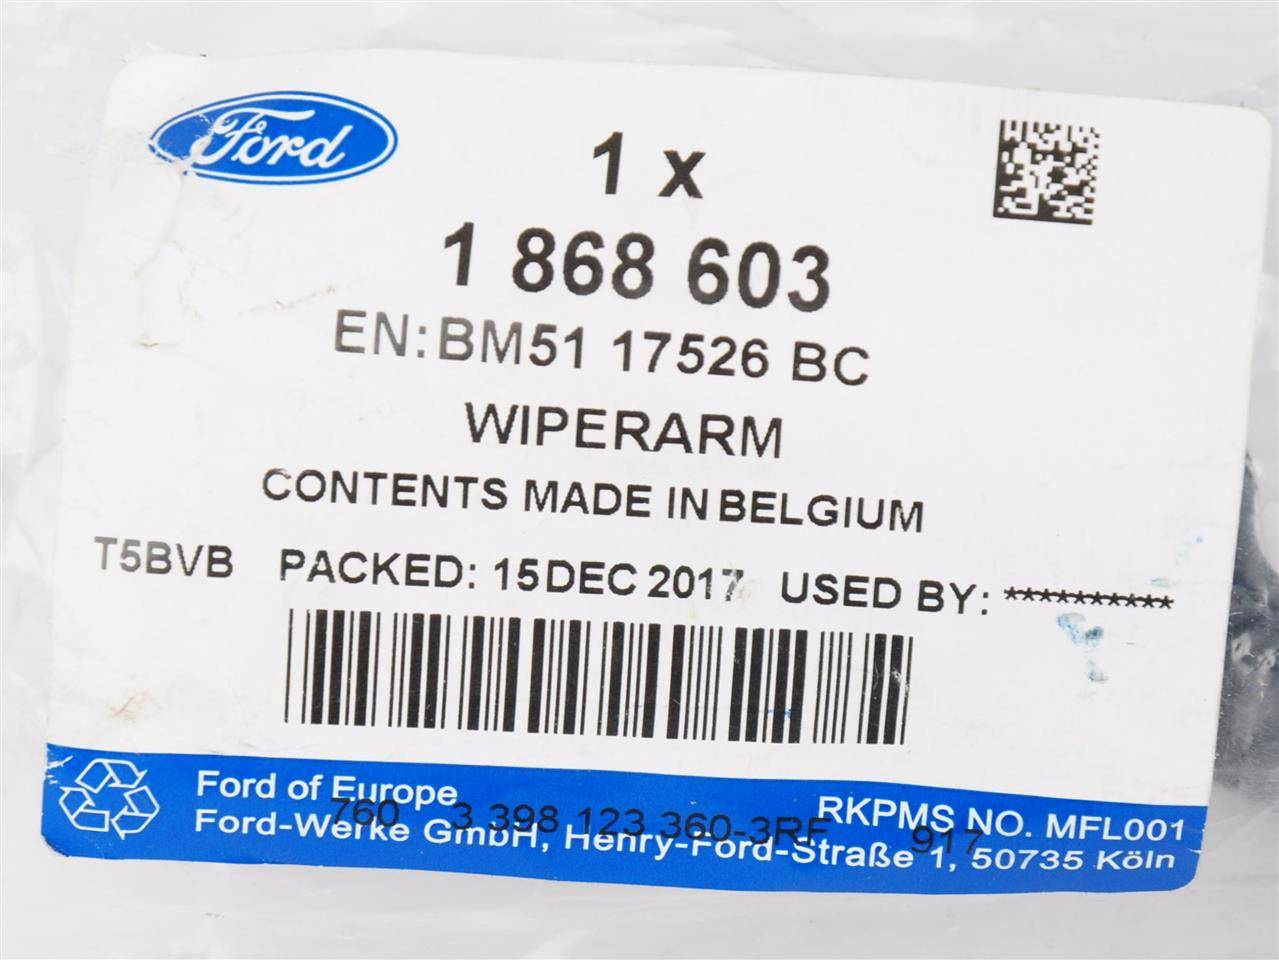 Ford
1 x
1 868 603
EN:BM51 17526 BC
WIPERARM
CONTENTS MADE IN BELGIUM
T5BVB PACKED: 15DEC 2017 USED BY: **********
Ford of Europe
RKPMS NO. MFL001
760 3 398 123 360-3RF 917
Ford-Werke GmbH, Henry-Ford-Straße 1, 50735 Köln